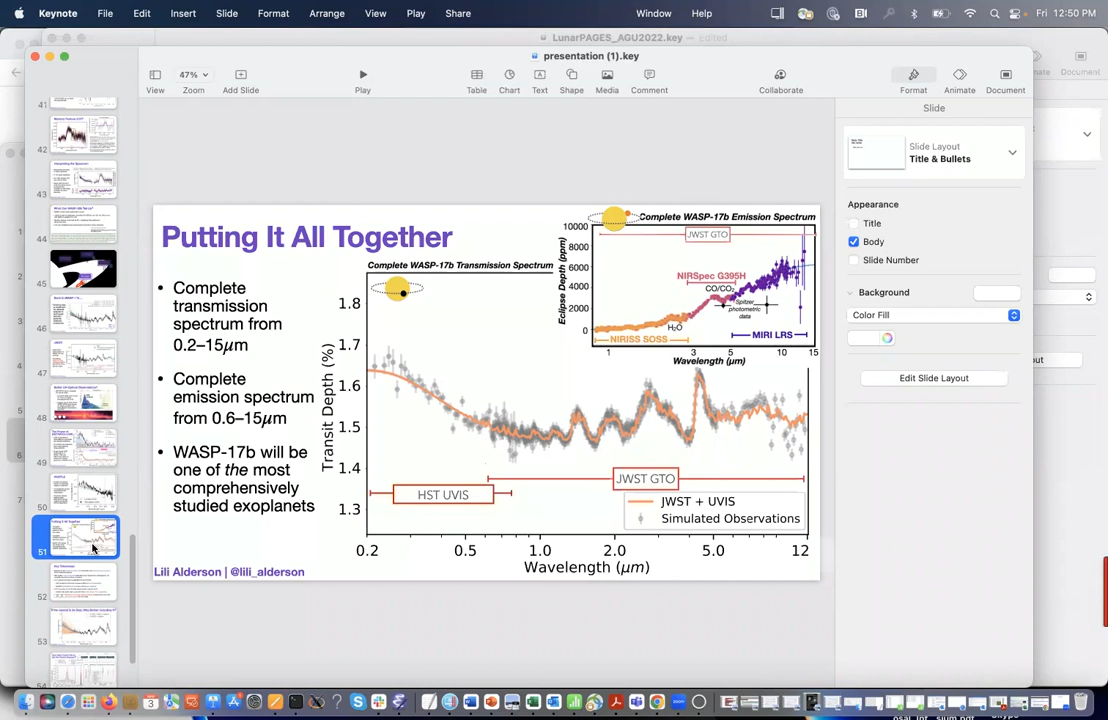 Keynote File Edit Insert Slide Format Arrange View Play Share Window Help Fri 12:50 PM
LunarPAGES_AGU2022.key — Edited
presentation (1).key
47%
View Zoom Add Slide Play Table Chart Text Shape Media Comment Collaborate Format Animate Document
Document
Slide
Slide Layout
Title & Bullets
Appearance
Title
Body
Slide Number
Background
Color Fill
Edit Slide Layout
41
42
43
44
45
46
47
48
49
50
51
52
53
54
Putting It All Together
• Complete
transmission
spectrum from
0.2–15μm
• Complete
emission spectrum
from 0.6–15μm
• WASP-17b will be
one of the most
comprehensively
studied exoplanets
Lili Alderson | @lili_alderson
Complete WASP-17b Transmission Spectrum
Transit Depth (%)
1.8
1.7
1.6
1.5
1.4
1.3
HST UVIS
JWST GTO
JWST + UVIS
Simulated Observations
0.2 0.5 1.0 2.0 5.0 12
Wavelength (μm)
Complete WASP-17b Emission Spectrum
Eclipse Depth (ppm)
10000
8000
6000
4000
2000
0
JWST GTO
NIRSpec G395H
CO/CO₂
Spitzer
photometric
data
H₂O
NIRISS SOSS
MIRI LRS
1 3 5 10 15
Wavelength (μm)